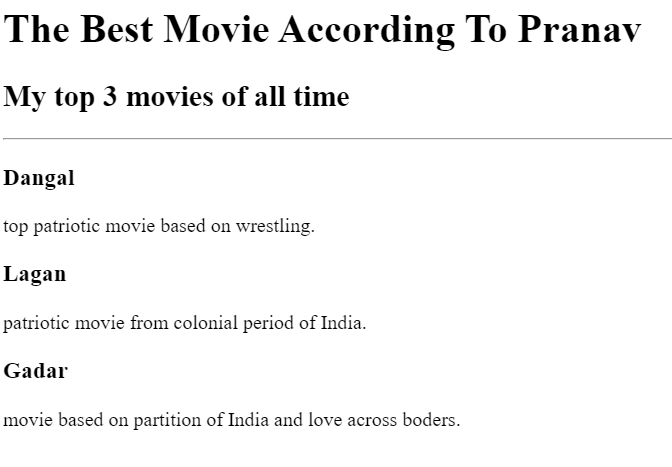 The Best Movie According To Pranav
My top 3 movies of all time
Dangal
top patriotic movie based on wrestling.
Lagan
patriotic movie from colonial period of India.
Gadar
movie based on partition of India and love across boders.